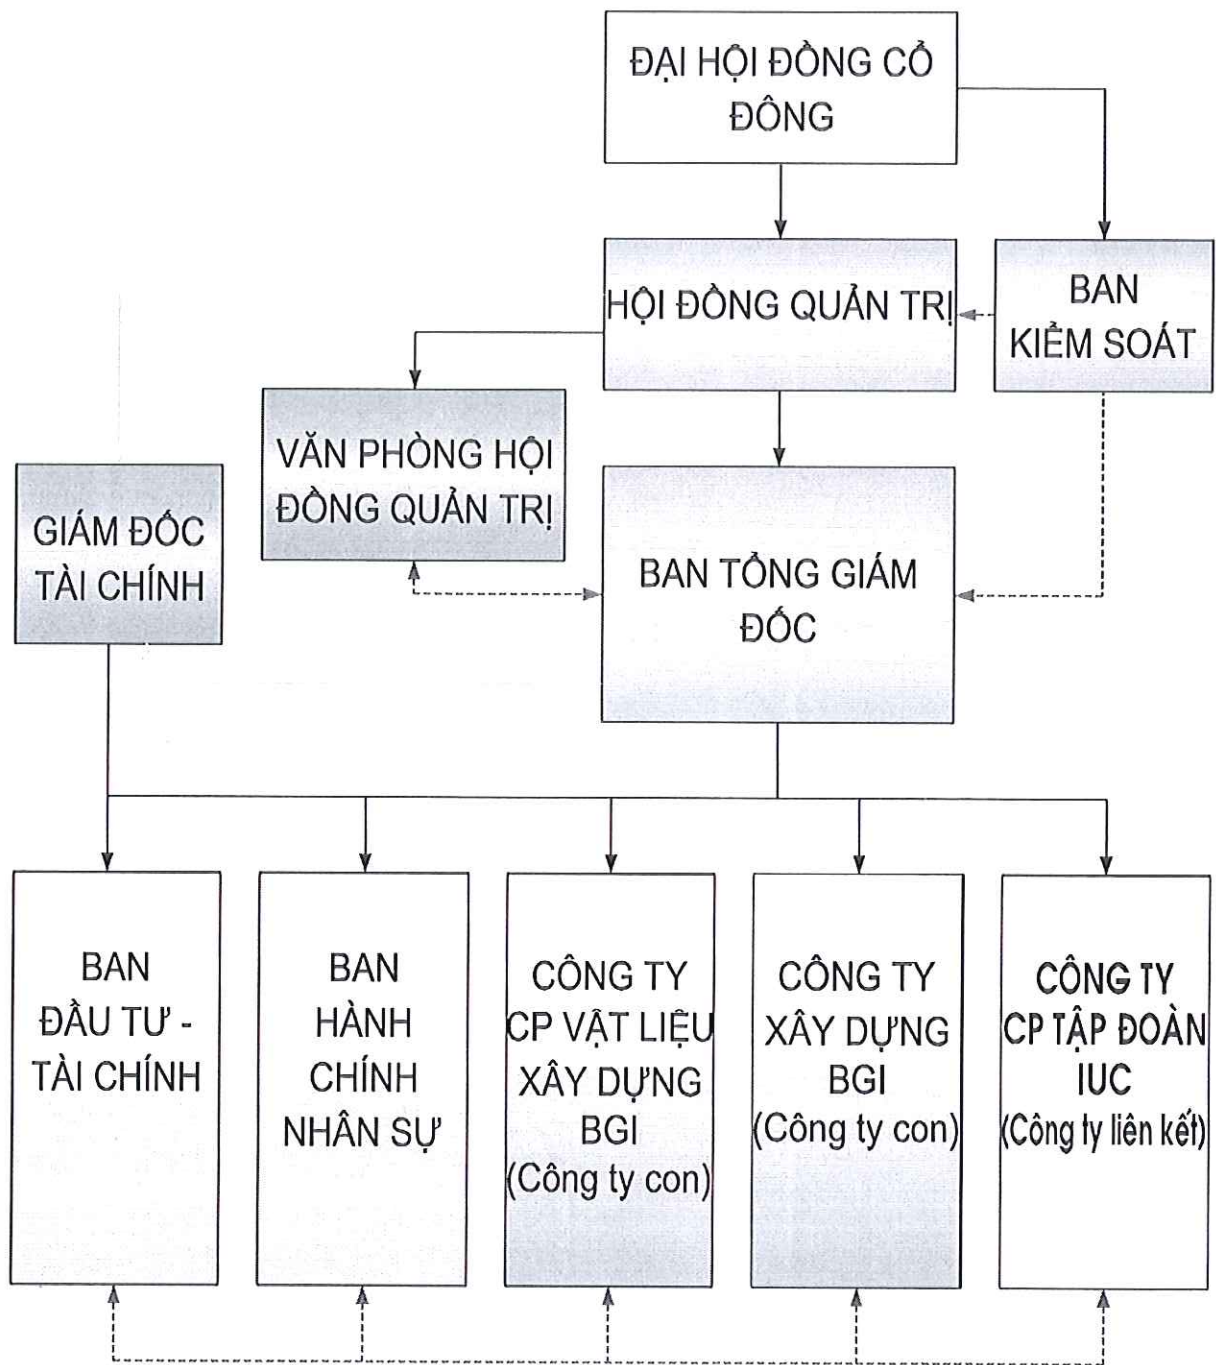 ĐẠI HỘI ĐỒNG CỔ
ĐÔNG
HỘI ĐỒNG QUẢN TRỊ
BAN
KIỂM SOÁT
VĂN PHÒNG HỘI
ĐỒNG QUẢN TRỊ
GIÁM ĐỐC
TÀI CHÍNH
BAN TỔNG GIÁM
ĐỐC
BAN
ĐẦU TƯ -
TÀI CHÍNH
BAN
HÀNH
CHÍNH
NHÂN SỰ
CÔNG TY
CP VẬT LIỆU
XÂY DỰNG
BGI
(Công ty con)
CÔNG TY
XÂY DỰNG
BGI
(Công ty con)
CÔNG TY
CP TẬP ĐOÀN
IUC
(Công ty liên kết)